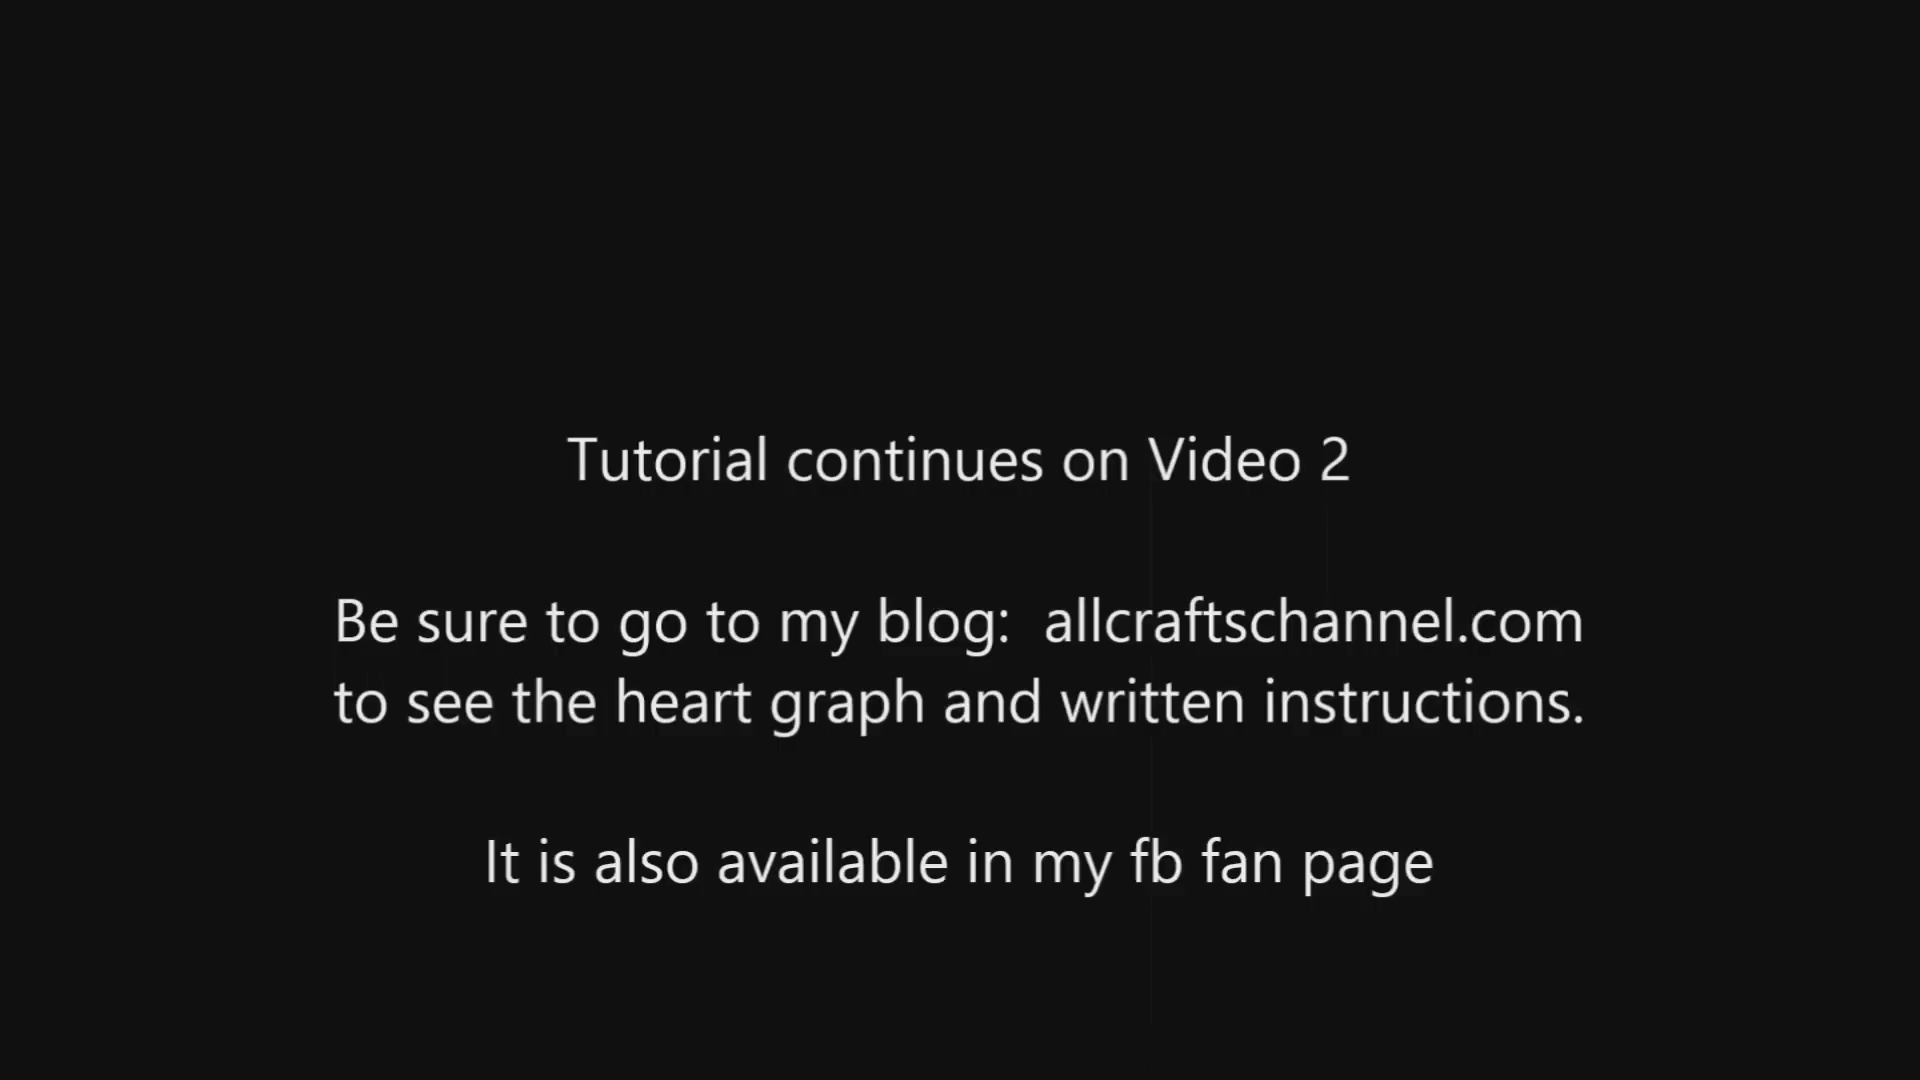 Tutorial continues on Video 2
Be sure to go to my blog:  allcraftschannel.com
to see the heart graph and written instructions.
It is also available in my fb fan page